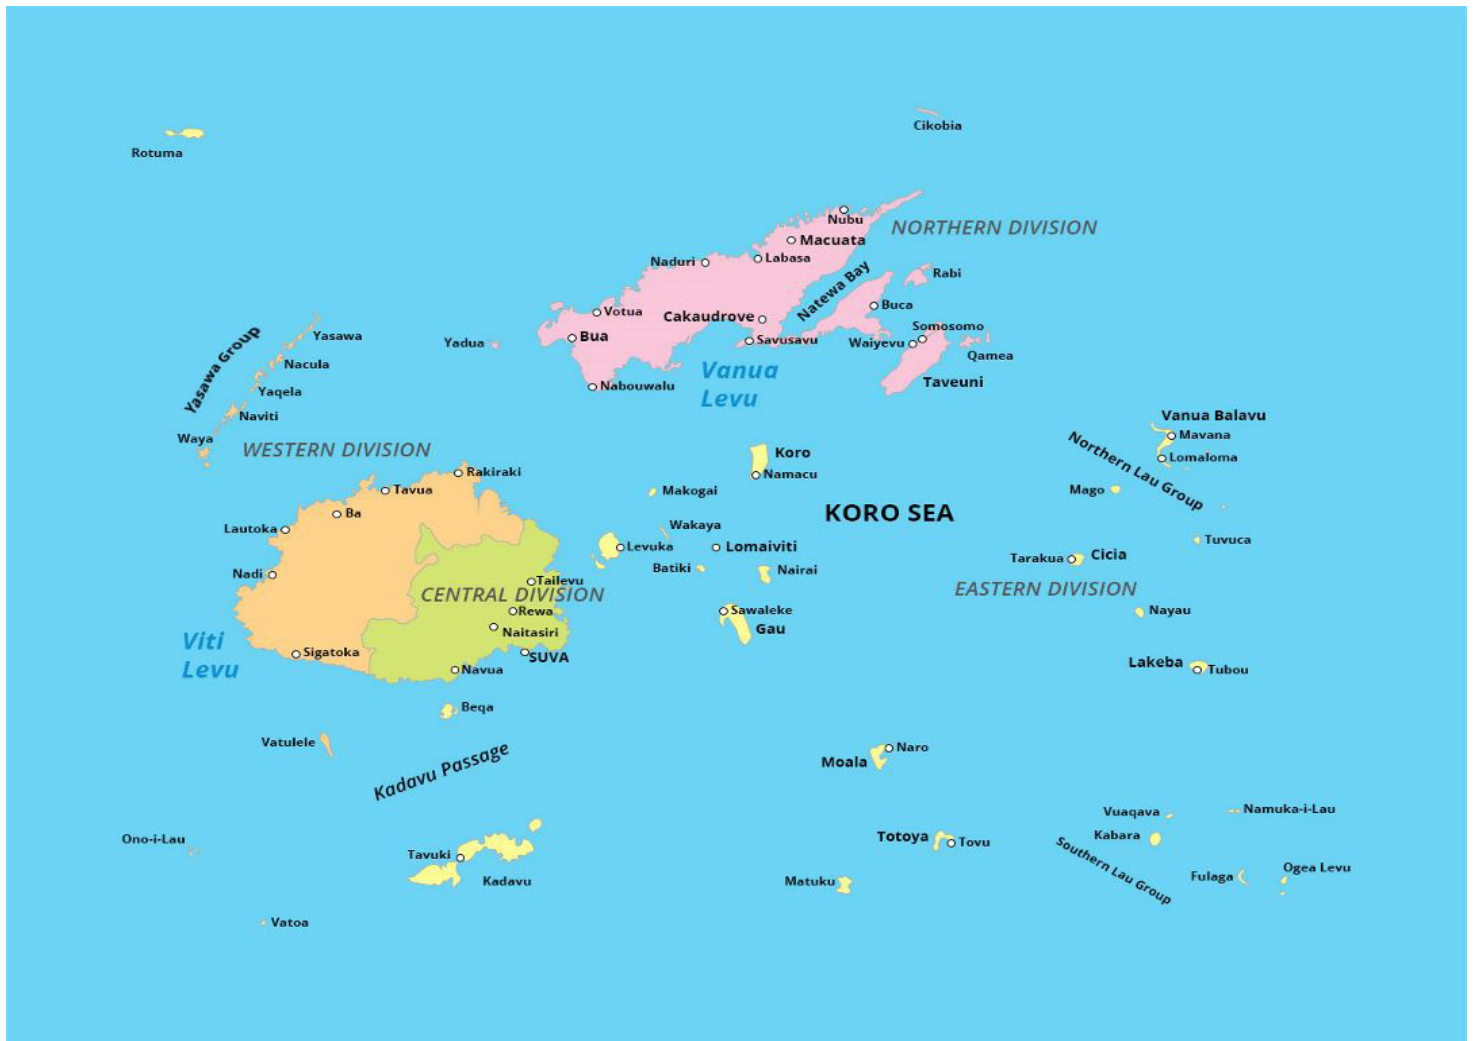 Cikobia
Rotuma
Nubu
NORTHERN DIVISION
Macuata
Labasa
Naduri
Rabi
Natewa Bay
Buca
Votua
Cakaudrove
Somosomo
Bua
Savusavu
Waiyevu
Yasawa
Yasawa Group
Yadua
Qamea
Nacula
Vanua
Levu
Taveuni
Nabouwalu
Yaqela
Naviti
Vanua Balavu
Waya
Mavana
WESTERN DIVISION
Koro
Lomaloma
Northern Lau Group
Rakiraki
Namacu
Tavua
Makogai
Mago
Ba
KORO SEA
Lautoka
Wakaya
Tuvuca
Levuka
Lomaiviti
Tarakua
Cicia
Batiki
Nairai
Nadi
Tailevu
CENTRAL DIVISION
EASTERN DIVISION
Rewa
Sawaleke
Nayau
Naitasiri
Gau
Viti
Levu
Sigatoka
SUVA
Navua
Lakeba
Tubou
Beqa
Vatulele
Kadavu Passage
Naro
Moala
Vuaqava
Namuka-i-Lau
Ono-i-Lau
Totoya
Tovu
Kabara
Southern Lau Group
Tavuki
Kadavu
Matuku
Fulaga
Ogea Levu
Vatoa